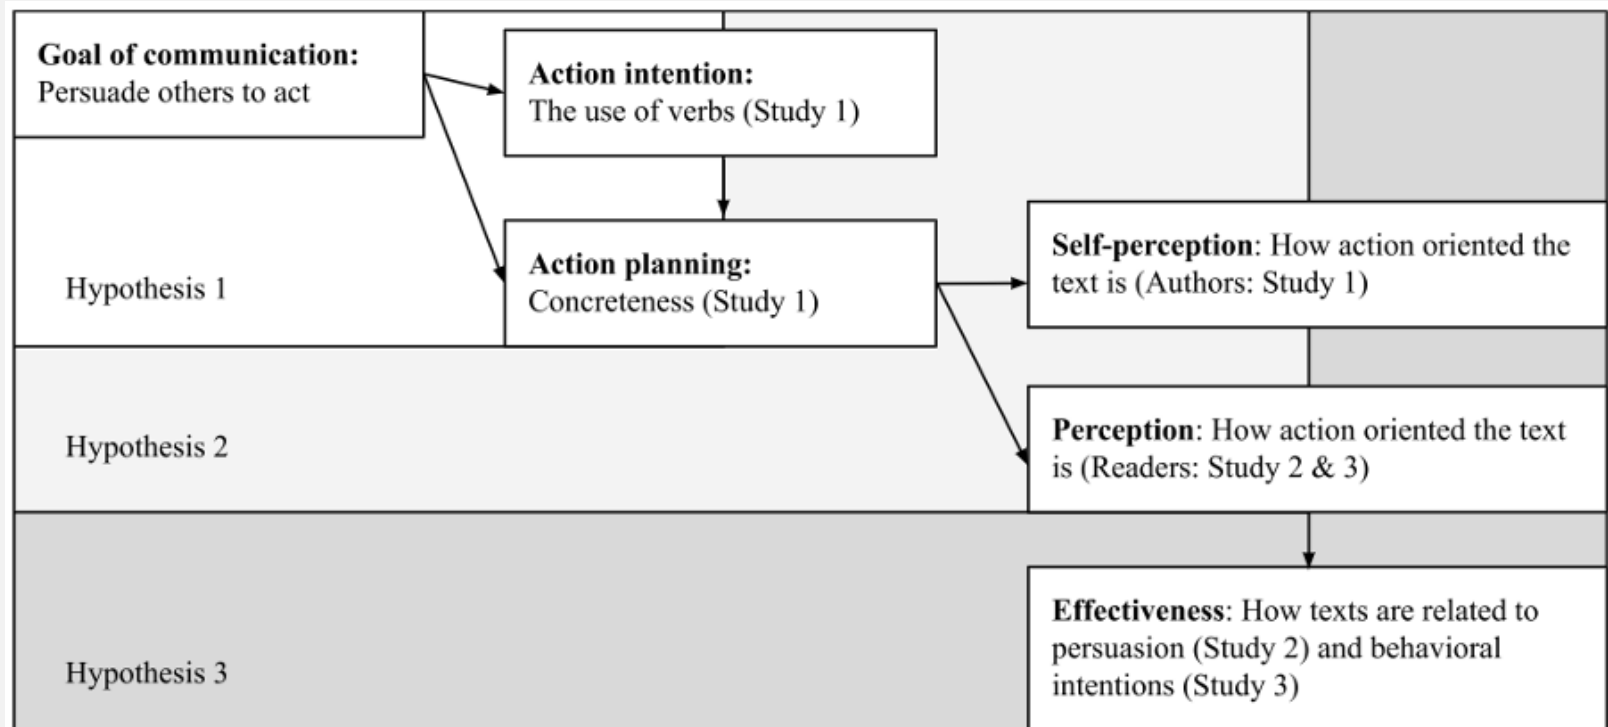 Goal of communication:
Persuade others to act
Action intention:
The use of verbs (Study 1)
Action planning:
Concreteness (Study 1)
Self-perception: How action oriented the
text is (Authors: Study 1)
Hypothesis 1
Perception: How action oriented the text
is (Readers: Study 2 & 3)
Hypothesis 2
Effectiveness: How texts are related to
persuasion (Study 2) and behavioral
intentions (Study 3)
Hypothesis 3